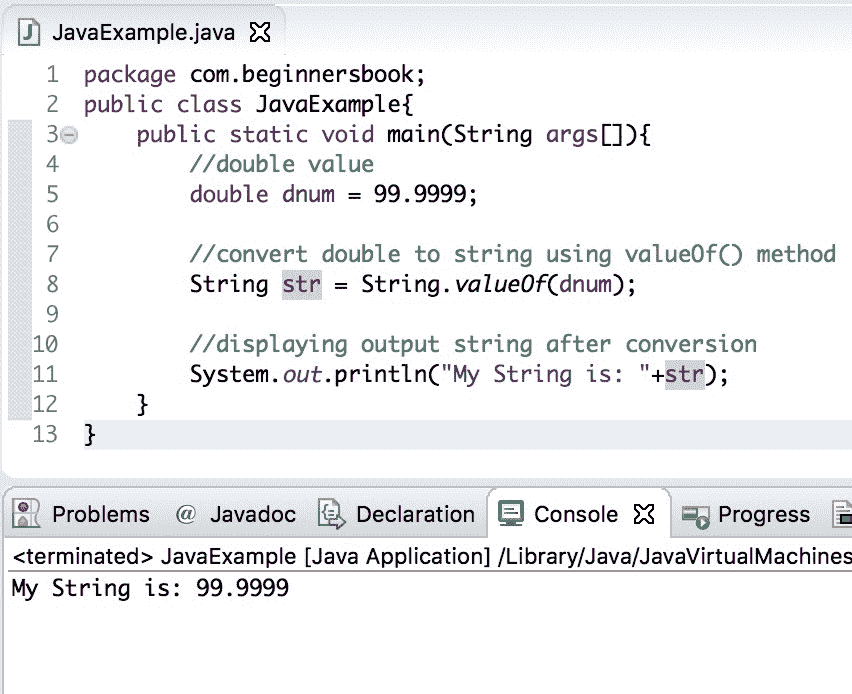 JavaExample.java
1 package com.beginnersbook;
2 public class JavaExample{
3 public static void main(String args[]){
4 //double value
5 double dnum = 99.9999;
6
7 //convert double to string using valueOf() method
8 String str = String.valueOf(dnum);
9
10 //displaying output string after conversion
11 System.out.println("My String is: "+str);
12 }
13 }
Problems @ Javadoc Declaration Console Progress
<terminated> JavaExample [Java Application] /Library/Java/JavaVirtualMachines
My String is: 99.9999